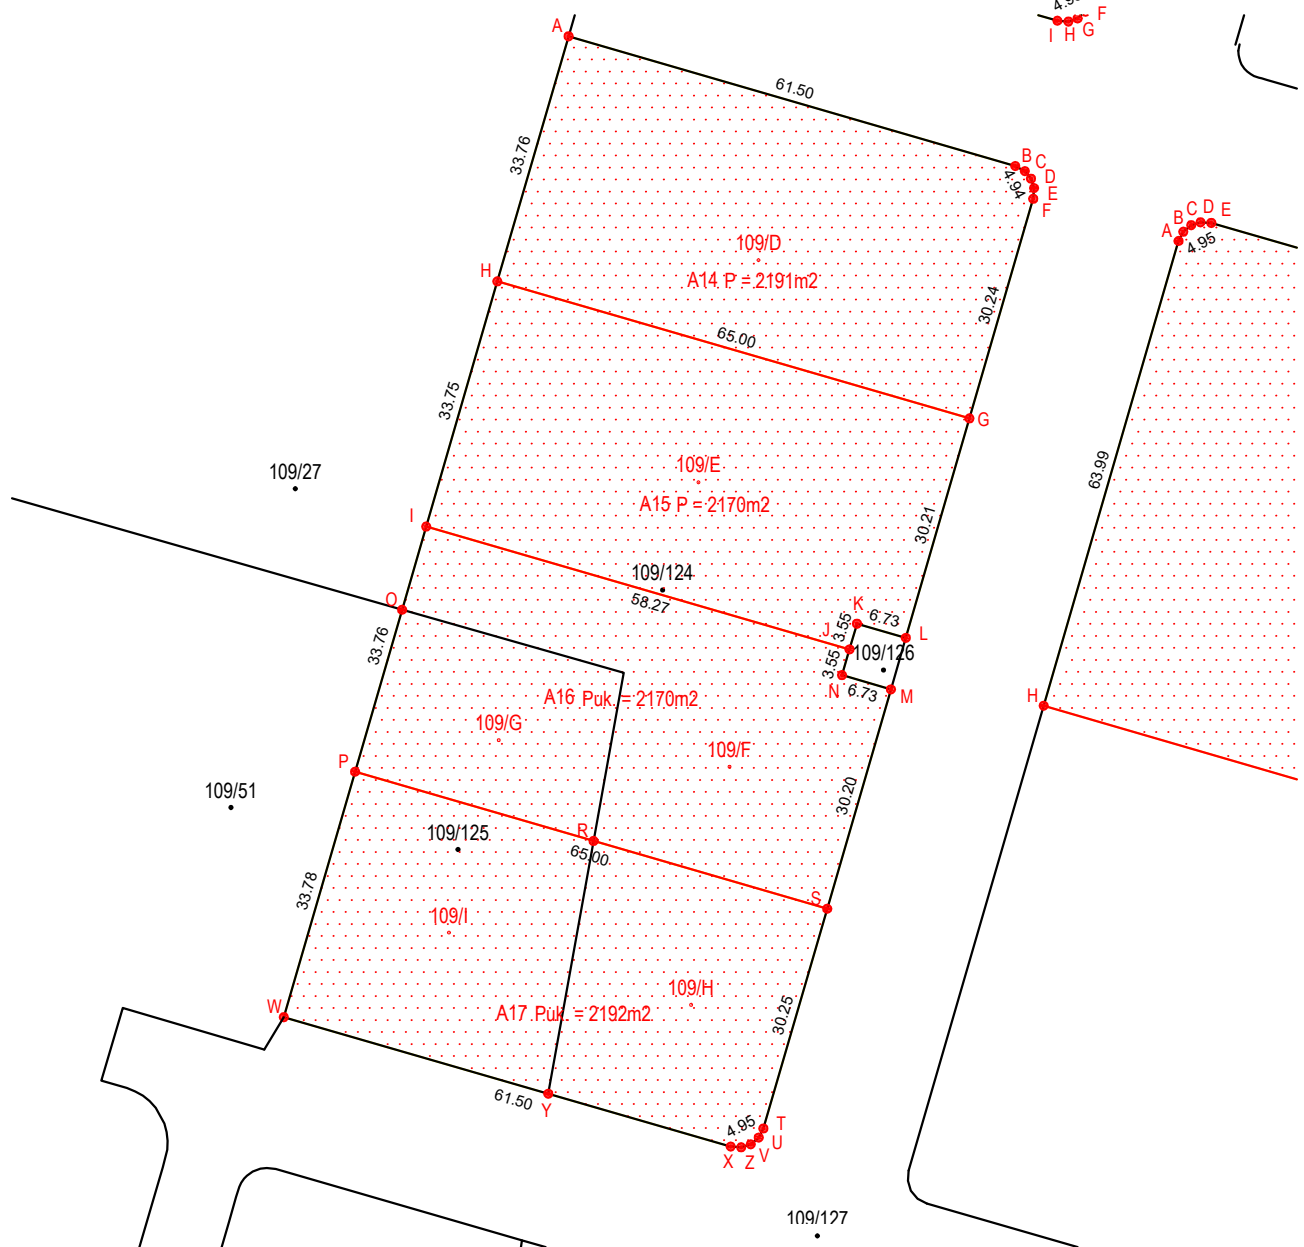 4.95
I
H
G
F
A
61.50
33.76
B
C
D
E
F
4.94
A
B
C
D
E
4.95
109/D
A14 P = 2191m2
H
30.24
65.00
33.75
G
109/E
A15 P = 2170m2
63.99
109/27
I
30.21
109/124
58.27
O
K
6.73
L
J
3.55
109/126
3.55
N
6.73
M
33.76
A16 Puk. = 2170m2
109/G
109/F
H
P
109/51
30.20
R
109/125
65.00
S
33.78
109/I
109/H
W
A17 Puk. = 2192m2
30.25
61.50
Y
4.95
T
U
V
Z
X
109/127